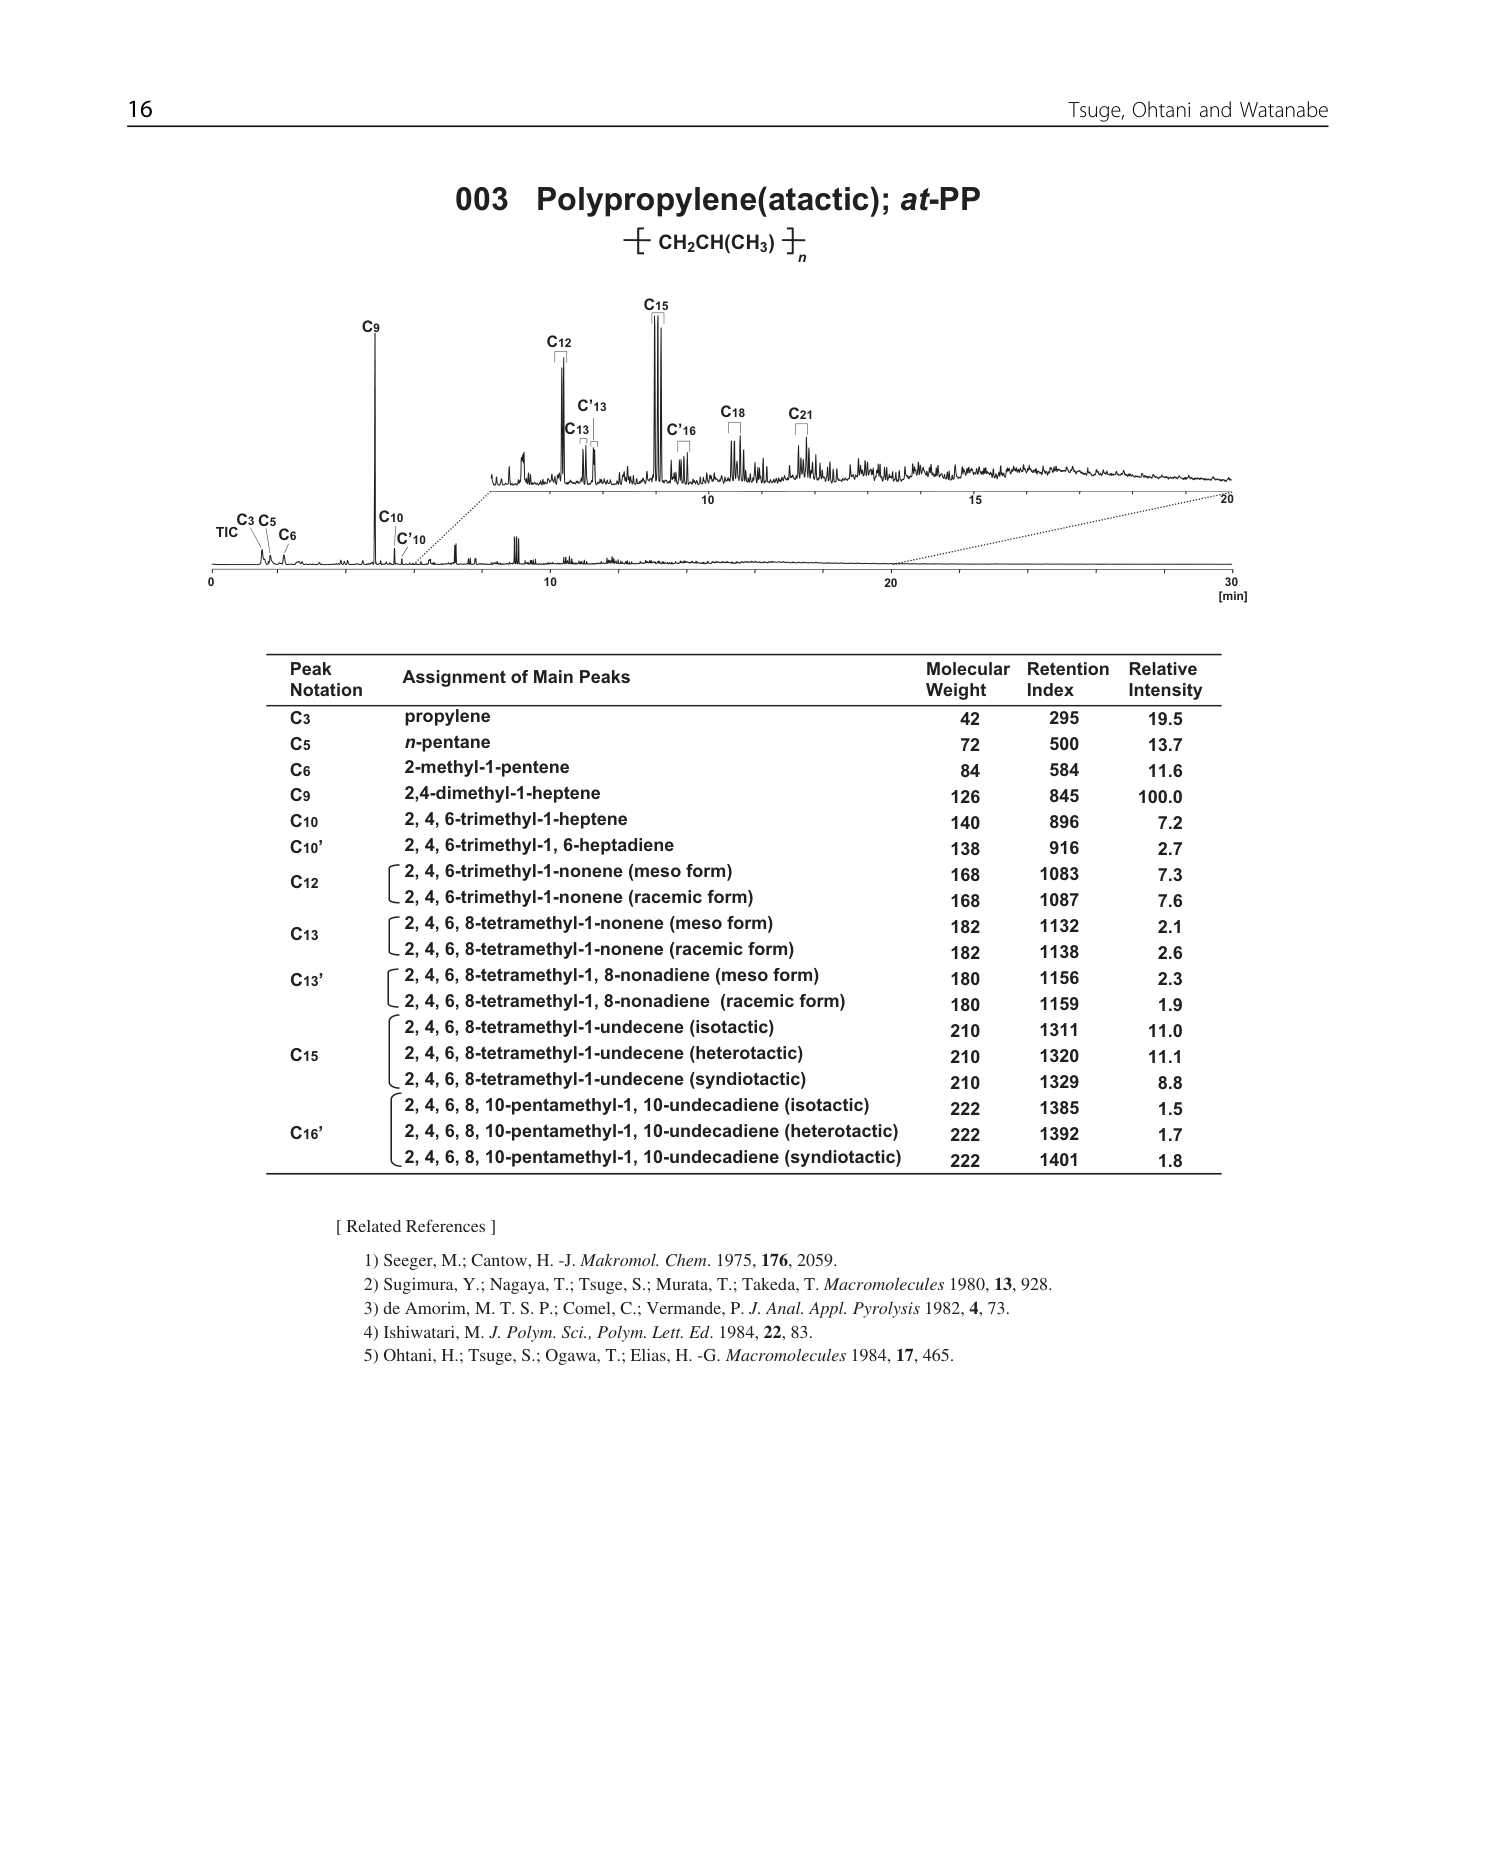 16 Tsuge, Ohtani and Watanabe
003 Polypropylene(atactic); at-PP
[ CH2CH(CH3) ]n
C15
C9
C12
C'13
C18
C21
C13
C'16
10 15 20
C10
C3 C5
TIC
C6
C'10
0 10 20 30
[min]
Peak Notation Assignment of Main Peaks Molecular Weight Retention Index Relative Intensity
C3 propylene 42 295 19.5
C5 n-pentane 72 500 13.7
C6 2-methyl-1-pentene 84 584 11.6
C9 2,4-dimethyl-1-heptene 126 845 100.0
C10 2, 4, 6-trimethyl-1-heptene 140 896 7.2
C10’ 2, 4, 6-trimethyl-1, 6-heptadiene 138 916 2.7
C12 2, 4, 6-trimethyl-1-nonene (meso form) 168 1083 7.3
2, 4, 6-trimethyl-1-nonene (racemic form) 168 1087 7.6
C13 2, 4, 6, 8-tetramethyl-1-nonene (meso form) 182 1132 2.1
2, 4, 6, 8-tetramethyl-1-nonene (racemic form) 182 1138 2.6
C13’ 2, 4, 6, 8-tetramethyl-1, 8-nonadiene (meso form) 180 1156 2.3
2, 4, 6, 8-tetramethyl-1, 8-nonadiene (racemic form) 180 1159 1.9
2, 4, 6, 8-tetramethyl-1-undecene (isotactic) 210 1311 11.0
C15 2, 4, 6, 8-tetramethyl-1-undecene (heterotactic) 210 1320 11.1
2, 4, 6, 8-tetramethyl-1-undecene (syndiotactic) 210 1329 8.8
2, 4, 6, 8, 10-pentamethyl-1, 10-undecadiene (isotactic) 222 1385 1.5
C16’ 2, 4, 6, 8, 10-pentamethyl-1, 10-undecadiene (heterotactic) 222 1392 1.7
2, 4, 6, 8, 10-pentamethyl-1, 10-undecadiene (syndiotactic) 222 1401 1.8
[ Related References ]
1) Seeger, M.; Cantow, H. -J. Makromol. Chem. 1975, 176, 2059.
2) Sugimura, Y.; Nagaya, T.; Tsuge, S.; Murata, T.; Takeda, T. Macromolecules 1980, 13, 928.
3) de Amorim, M. T. S. P.; Comel, C.; Vermande, P. J. Anal. Appl. Pyrolysis 1982, 4, 73.
4) Ishiwatari, M. J. Polym. Sci., Polym. Lett. Ed. 1984, 22, 83.
5) Ohtani, H.; Tsuge, S.; Ogawa, T.; Elias, H. -G. Macromolecules 1984, 17, 465.